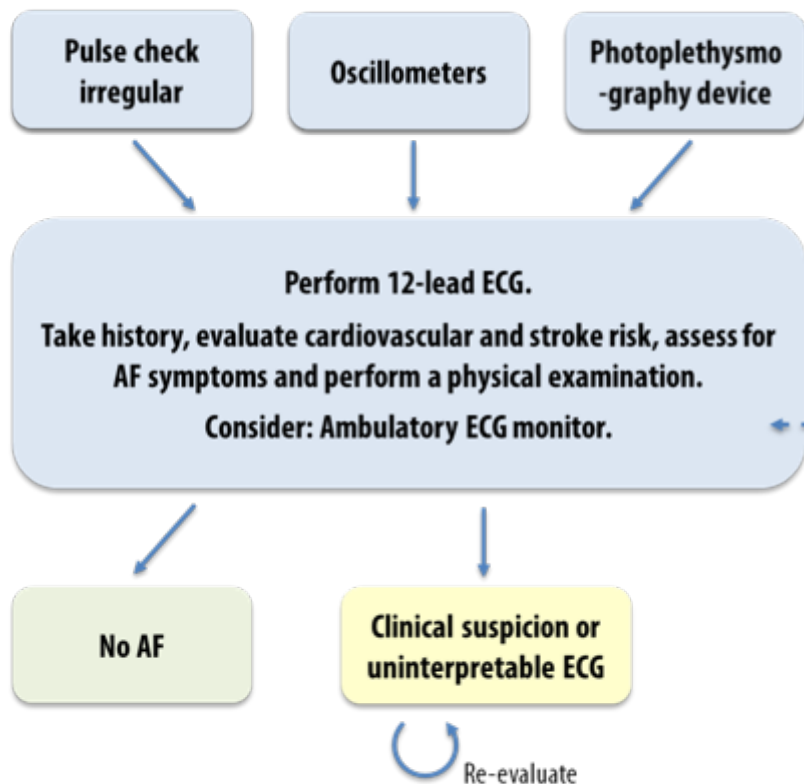 Pulse check
irregular
Oscillometers
Photoplethysmo
-graphy device
Perform 12-lead ECG.
Take history, evaluate cardiovascular and stroke risk, assess for
AF symptoms and perform a physical examination.
Consider: Ambulatory ECG monitor.
No AF
Clinical suspicion or
uninterpretable ECG
Re-evaluate